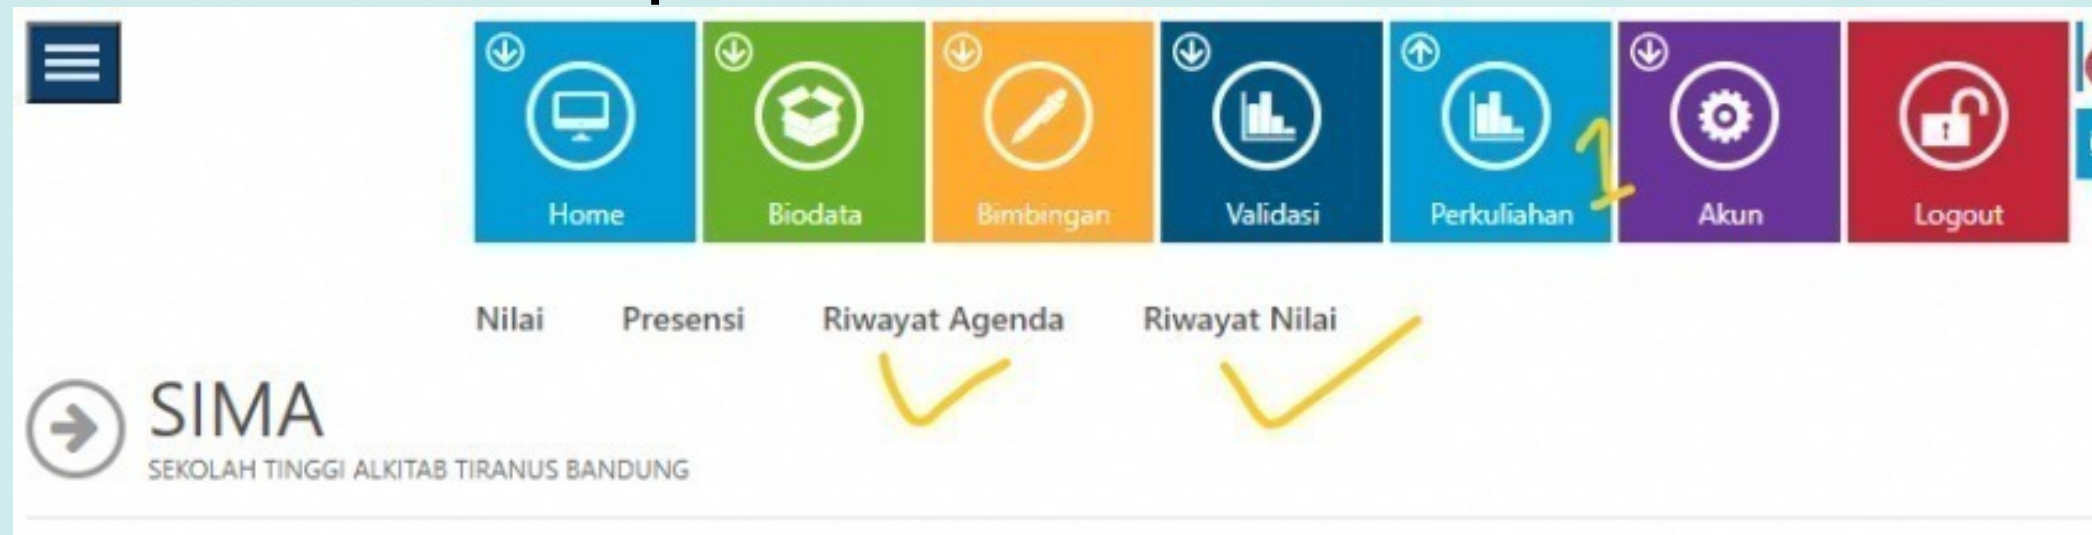 Home Biodata Bimbingan Validasi Perkuliahan 1 Akun Logout
Nilai Presensi Riwayat Agenda Riwayat Nilai
SIMA
SEKOLAH TINGGI ALKITAB TIRANUS BANDUNG